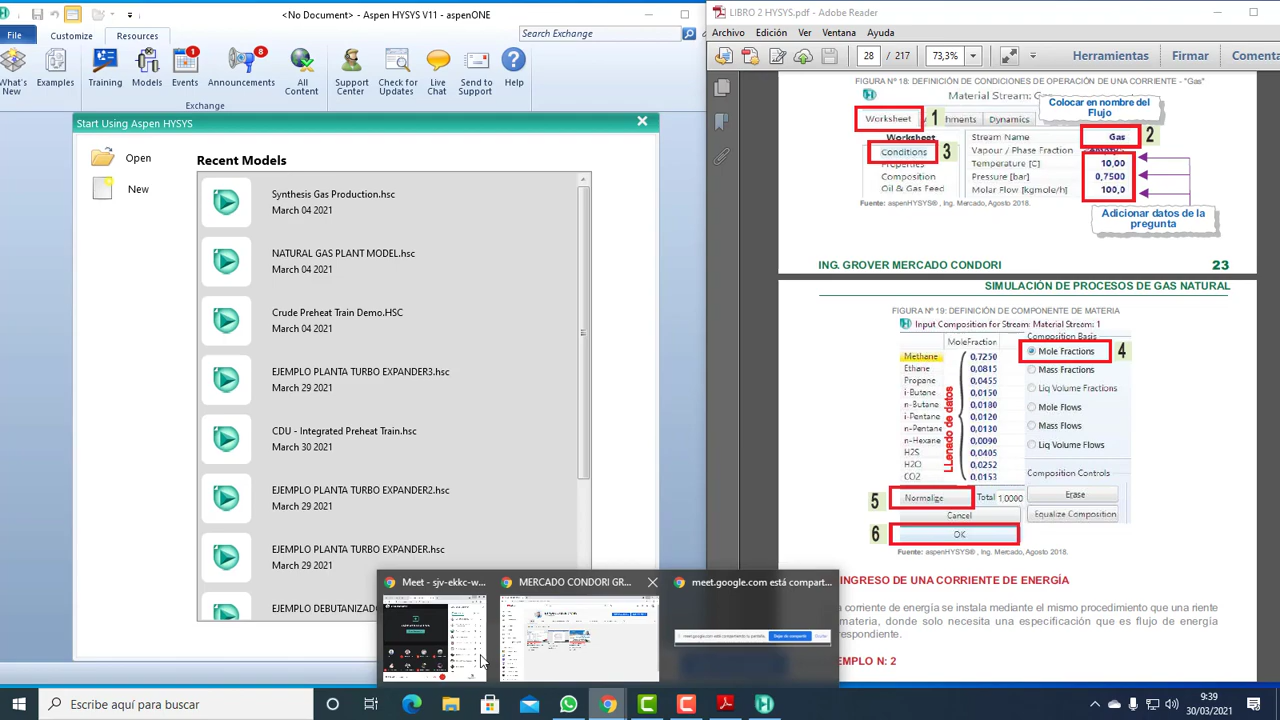 <No Document> - Aspen HYSYS V11 - aspenONE
File
Customize
Resources
Search Exchange
What's New
Examples
Training
Models
1
Events
8
Announcements
All Content
Support Center
Check for Updates
Live Chat
Send to Support
Help
Exchange
Start Using Aspen HYSYS
Open
New
Recent Models
Synthesis Gas Production.hsc
March 04 2021
NATURAL GAS PLANT MODEL.hsc
March 04 2021
Crude Preheat Train Demo.HSC
March 04 2021
EJEMPLO PLANTA TURBO EXPANDER3.hsc
March 29 2021
CDU - Integrated Preheat Train.hsc
March 30 2021
EJEMPLO PLANTA TURBO EXPANDER2.hsc
March 29 2021
EJEMPLO PLANTA TURBO EXPANDER.hsc
March 29 2021
EJEMPLO DEBUTANIZ
LIBRO 2 HYSYS.pdf - Adobe Reader
Archivo Edición Ver Ventana Ayuda
28 / 217
73,3%
Herramientas
Firmar
Comenta
FIGURA Nº 18: DEFINICIÓN DE CONDICIONES DE OPERACIÓN DE UNA CORRIENTE - "Gas"
Material Stream: Gas
Colocar en nombre del Flujo
Worksheet 1 hments Dynamics
Worksheet
Stream Name Gas 2
Conditions 3
Vapour / Phase Fraction
Properties
Temperature [C] 10,00
Composition
Pressure [bar] 0,7500
Oil & Gas Feed
Molar Flow [kgmole/h] 100,0
Fuente: aspenHYSYS® , Ing. Mercado, Agosto 2018.
Adicionar datos de la pregunta
ING. GROVER MERCADO CONDORI 23
SIMULACIÓN DE PROCESOS DE GAS NATURAL
FIGURA Nº 19: DEFINICIÓN DE COMPONENTE DE MATERIA
Input Composition for Stream: Material Stream: 1
MoleFraction
Composition Basis
Methane 0,7250
Ethane 0,0815
Propane 0,0455
i-Butane 0,0150
n-Butane 0,0180
i-Pentane 0,0120
n-Pentane 0,0130
n-Hexane 0,0090
H2S 0,0405
H2O 0,0252
CO2 0,0153
LLenado de datos
Mole Fractions 4
Mass Fractions
Liq Volume Fractions
Mole Flows
Mass Flows
Liq Volume Flows
Composition Controls
5 Normalize Total 1.0000
Erase
Cancel
Equalize Composition
6 OK
Fuente: aspenHYSYS® , Ing. Mercado, Agosto 2018.
INGRESO DE UNA CORRIENTE DE ENERGÍA
a corriente de energía se instala mediante el mismo procedimiento que una riente
materia, donde solo necesita una especificación que es flujo de energía
respondiente.
EMPLO N: 2
Meet - sjv-ekkc-w...
MERCADO CONDORI GR...
meet.google.com está compart...
Escribe aquí para buscar
9:39
30/03/2021